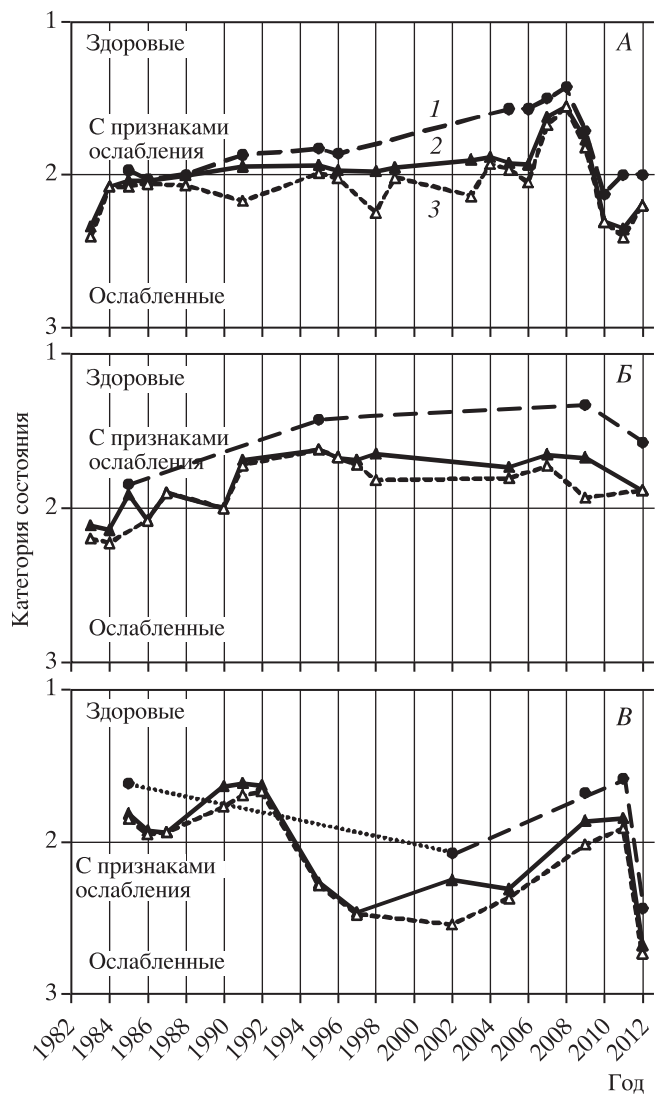 1
Здоровые
А
С признаками
ослабления
1
2
2
3
Ослабленные
3
1
Здоровые
Б
С признаками
ослабления
2
Ослабленные
3
Категория состояния
1
Здоровые
В
2
С признаками
ослабления
Ослабленные
3
1982 1984 1986 1988 1990 1992 1994 1996 1998 2000 2002 2004 2006 2008 2010 2012
Год